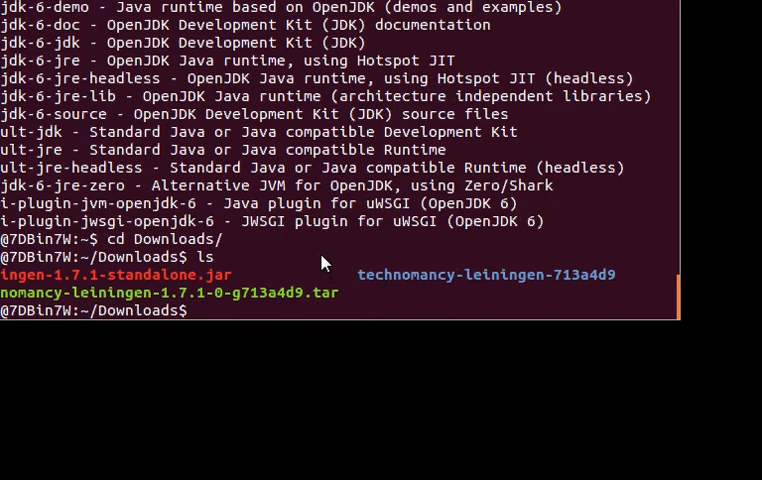 jdk-6-demo - Java runtime based on OpenJDK (demos and examples)
jdk-6-doc - OpenJDK Development Kit (JDK) documentation
jdk-6-jdk - OpenJDK Development Kit (JDK)
jdk-6-jre - OpenJDK Java runtime, using Hotspot JIT
jdk-6-jre-headless - OpenJDK Java runtime, using Hotspot JIT (headless)
jdk-6-jre-lib - OpenJDK Java runtime (architecture independent libraries)
jdk-6-source - OpenJDK Development Kit (JDK) source files
ult-jdk - Standard Java or Java compatible Development Kit
ult-jre - Standard Java or Java compatible Runtime
ult-jre-headless - Standard Java or Java compatible Runtime (headless)
jdk-6-jre-zero - Alternative JVM for OpenJDK, using Zero/Shark
i-plugin-jvm-openjdk-6 - Java plugin for uWSGI (OpenJDK 6)
i-plugin-jwsgi-openjdk-6 - JWSGI plugin for uWSGI (OpenJDK 6)
@7DBin7W:~$ cd Downloads/
@7DBin7W:~/Downloads$ ls
ingen-1.7.1-standalone.jar technomancy-leiningen-713a4d9
nomancy-leiningen-1.7.1-0-g713a4d9.tar
@7DBin7W:~/Downloads$